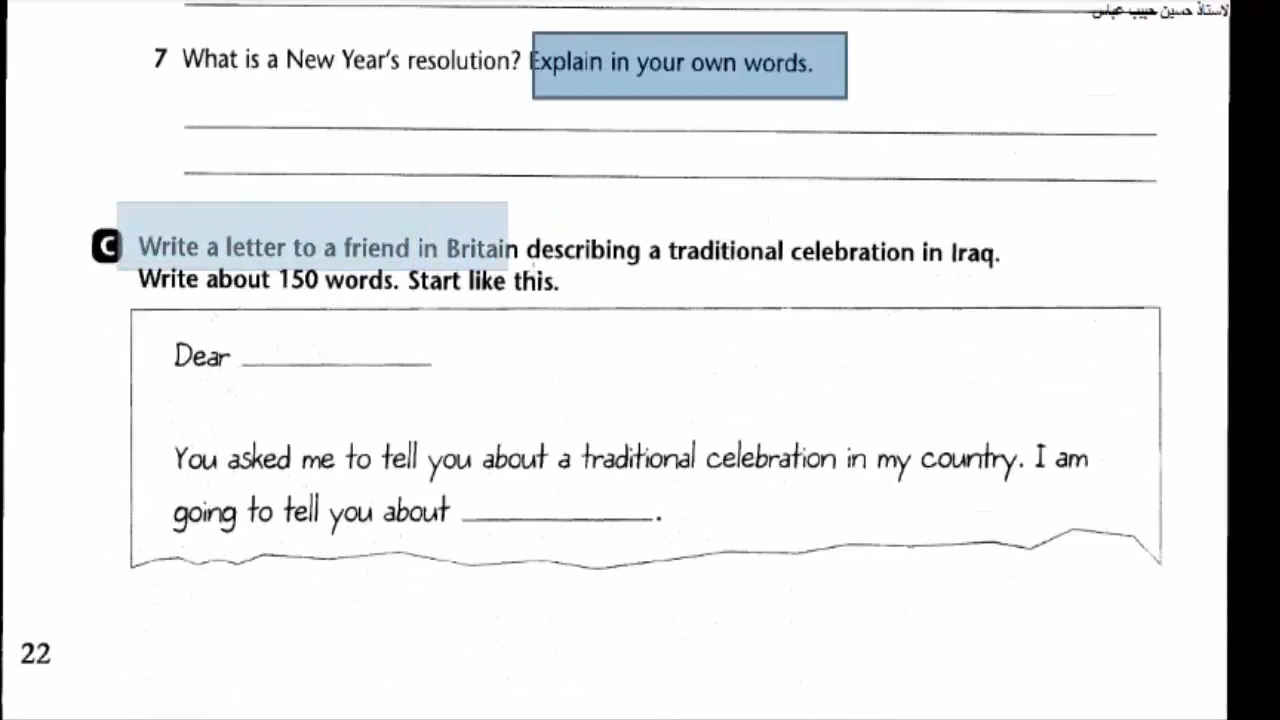 الاستاذ حسين حبيب عباس
7 What is a New Year's resolution? Explain in your own words.
C Write a letter to a friend in Britain describing a traditional celebration in Iraq.
Write about 150 words. Start like this.
Dear
You asked me to tell you about a traditional celebration in my country. I am
going to tell you about .
22